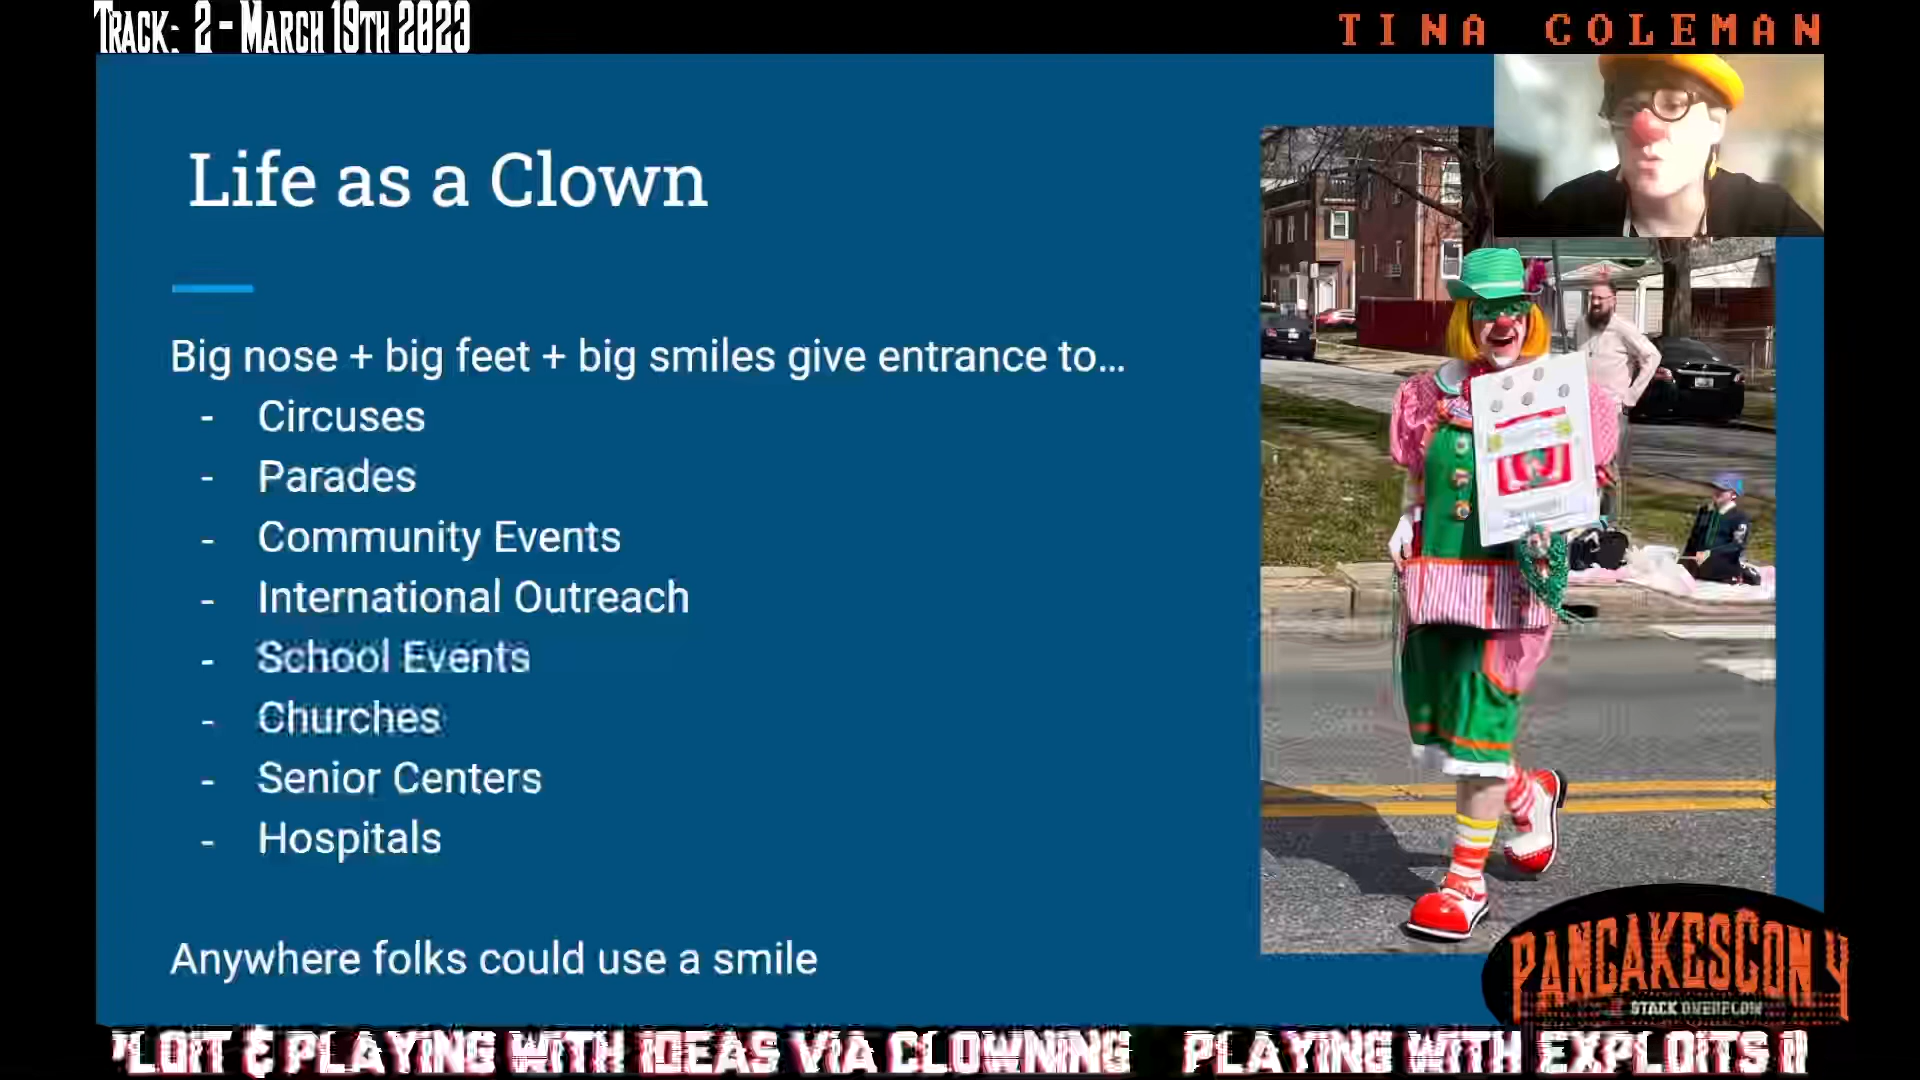 TRACK: 2 - MARCH 19TH 2023
TINA COLEMAN
Life as a Clown
Big nose + big feet + big smiles give entrance to...
- Circuses
- Parades
- Community Events
- International Outreach
- School Events
- Churches
- Senior Centers
- Hospitals
Anywhere folks could use a smile
PANCAKESCON 4
'LOIT & PLAYING WITH IDEAS VIA CLOWNING PLAYING WITH EXPLOITS